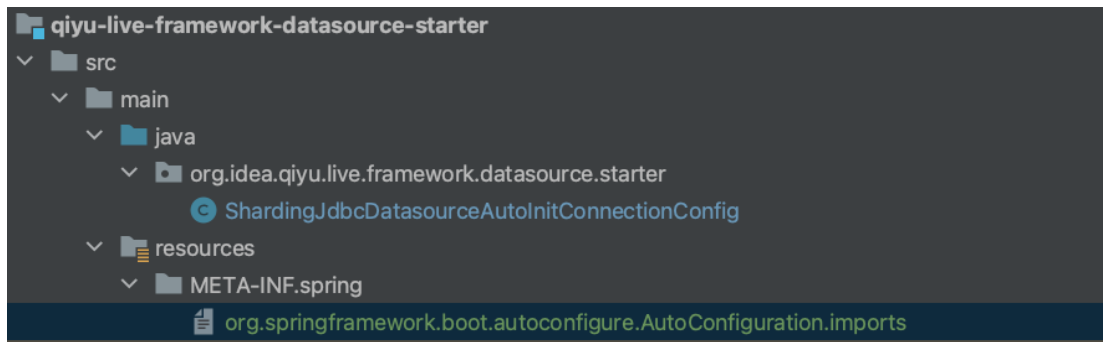 qiyu-live-framework-datasource-starter
src
main
java
org.idea.qiyu.live.framework.datasource.starter
C ShardingJdbcDatasourceAutoInitConnectionConfig
resources
META-INF.spring
org.springframework.boot.autoconfigure.AutoConfiguration.imports